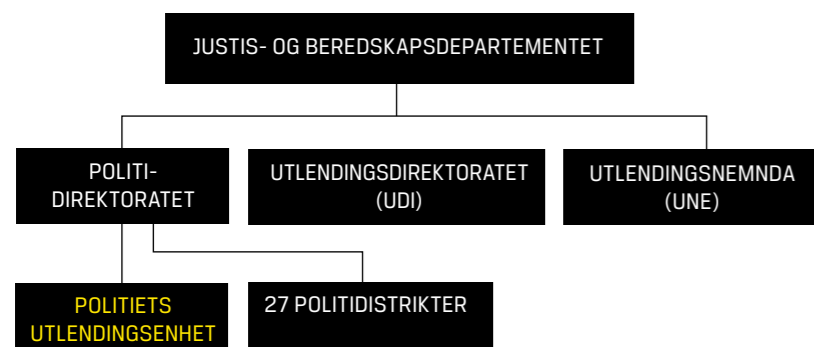 JUSTIS- OG BEREDSKAPSDEPARTEMENTET
POLITI-
DIREKTORATET
UTLENDINGSDIREKTORATET
(UDI)
UTLENDINGSNEMNDA
(UNE)
POLITIETS
UTLENDINGSENHET
27 POLITIDISTRIKTER